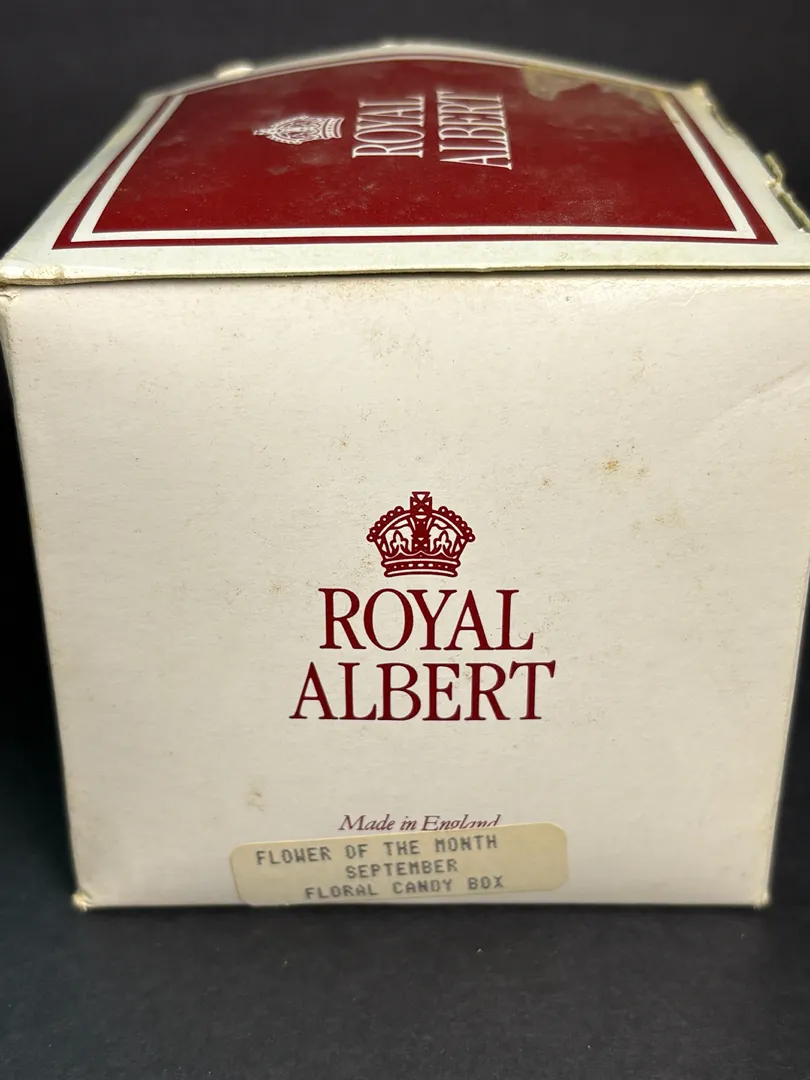 ROYAL
ALBERT
ROYAL
ALBERT
Made in England
FLOWER OF THE MONTH
SEPTEMBER
FLORAL CANDY BOX